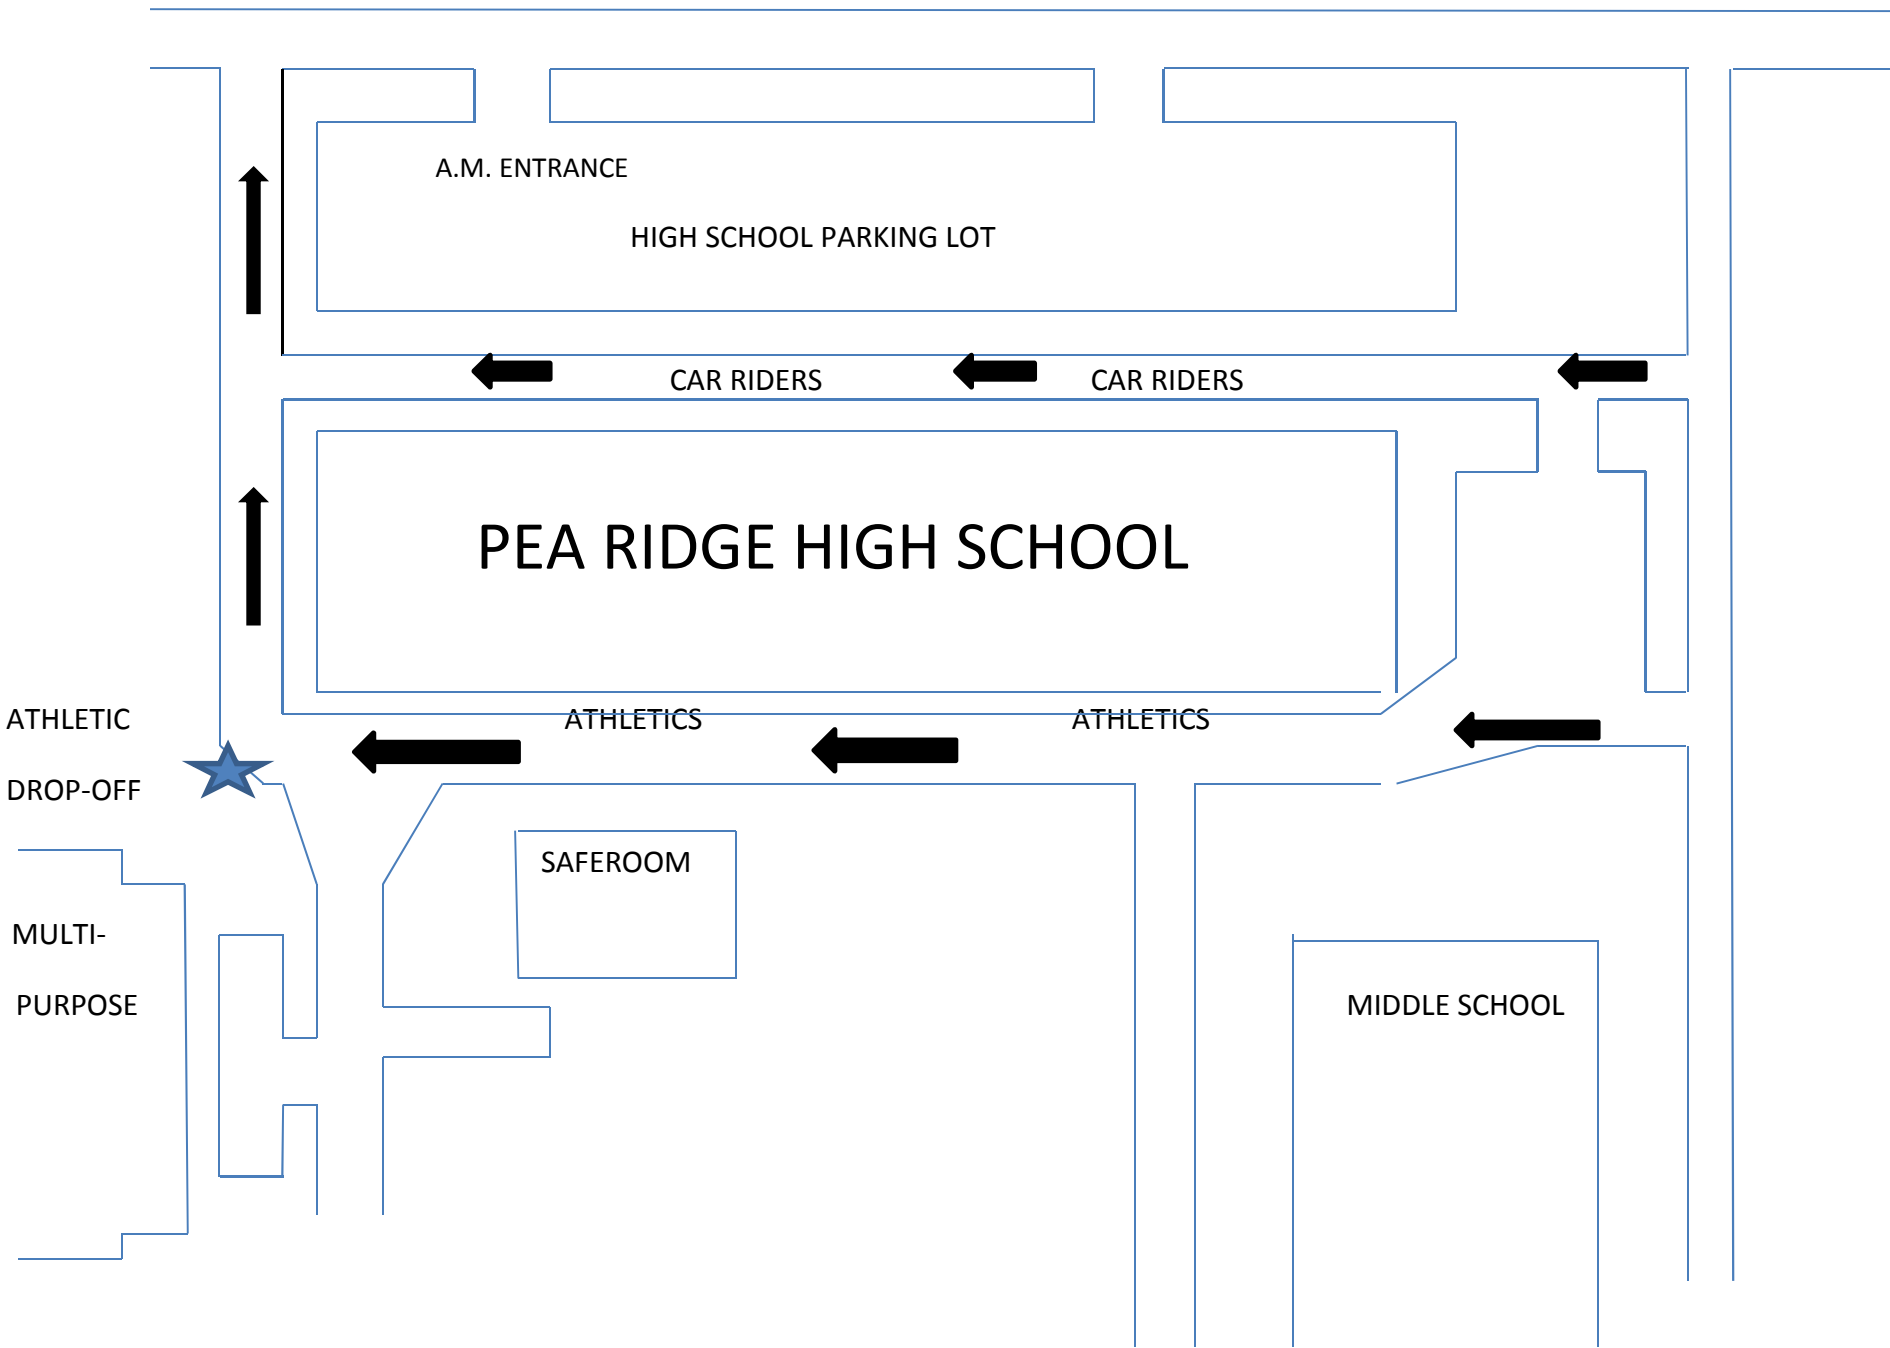 A.M. ENTRANCE
HIGH SCHOOL PARKING LOT
CAR RIDERS CAR RIDERS
PEA RIDGE HIGH SCHOOL
ATHLETIC ATHLETICS ATHLETICS
DROP-OFF
SAFEROOM
MULTI-
PURPOSE MIDDLE SCHOOL